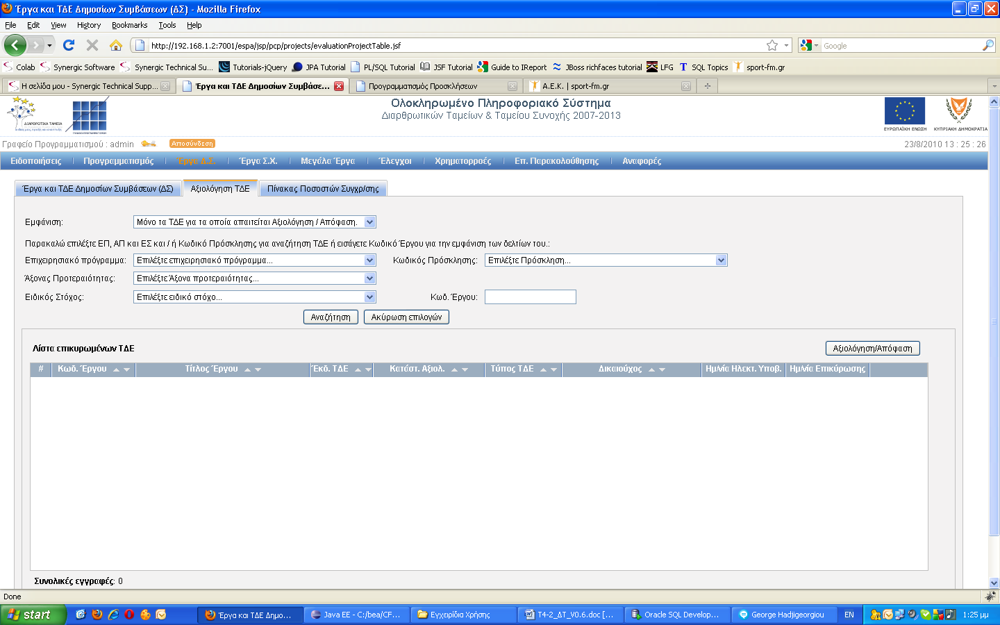 Έργα και ΤΔΕ Δημοσίων Συμβάσεων (ΔΣ) - Mozilla Firefox
File Edit View History Bookmarks Tools Help
http://192.168.1.2:7001/espa/jsp/pcp/projects/evaluationProjectTable.jsf Google
Colab Synergic Software Synergic Technical Su... Tutorials-jQuery JPA Tutorial PL/SQL Tutorial JSF Tutorial Guide to IReport JBoss richfaces tutorial LFG SQL Topics sport-fm.gr
Η σελίδα μου - Synergic Technical Supp... Έργα και ΤΔΕ Δημοσίων Συμβάσε... Προγραμματισμός Προσκλήσεων Α.Ε.Κ. | sport-fm.gr
Ολοκληρωμένο Πληροφοριακό Σύστημα
Διαρθρωτικών Ταμείων & Ταμείου Συνοχής 2007-2013
ΔΙΑΡΘΡΩΤΙΚΑ ΤΑΜΕΙΑ
ΕΥΡΩΠΑΪΚΗ ΕΝΩΣΗ ΚΥΠΡΙΑΚΗ ΔΗΜΟΚΡΑΤΙΑ
Γραφείο Προγραμματισμού : admin Αποσύνδεση 23/8/2010 13 : 25 : 26
Ειδοποιήσεις Προγραμματισμός Έργα Δ.Σ. Έργα Σ.Χ. Μεγάλα Έργα Έλεγχοι Χρηματορροές Επ. Παρακολούθησης Αναφορές
Έργα και ΤΔΕ Δημοσίων Συμβάσεων (ΔΣ) Αξιολόγηση ΤΔΕ Πίνακας Ποσοστών Συγχρ/σης
Εμφάνιση: Μόνο τα ΤΔΕ για τα οποία απαιτείται Αξιολόγηση / Απόφαση.
Παρακαλώ επιλέξτε ΕΠ, ΑΠ και ΕΣ και / ή Κωδικό Πρόσκλησης για αναζήτηση ΤΔΕ ή εισάγετε Κωδικό Έργου για την εμφάνιση των δελτίων του.:
Επιχειρησιακό πρόγραμμα: Επιλέξτε επιχειρησιακό πρόγραμμα... Κωδικός Πρόσκλησης: Επιλέξτε Πρόσκληση...
Άξονας Προτεραιότητας: Επιλέξτε Άξονα προτεραιότητας...
Ειδικός Στόχος: Επιλέξτε ειδικό στόχο... Κωδ. Έργου:
Αναζήτηση Ακύρωση επιλογών
Λίστα επικυρωμένων ΤΔΕ Αξιολόγηση/Απόφαση
# Κωδ. Έργου Τίτλος Έργου Έκδ. ΤΔΕ Κατάστ. Αξιολ. Τύπος ΤΔΕ Δικαιούχος Ημ/νία Ηλεκτ. Υποβ. Ημ/νία Επικύρωσης
Συνολικές εγγραφές: 0
Done
start Έργα και ΤΔΕ Δημο... Java EE - C:/bea/CF... Εγχειρίδια Χρήσης T4-2_ΔΤ_V0.6.doc [... Oracle SQL Develop... George Hadjigeorgiou EN 1:25 μμ